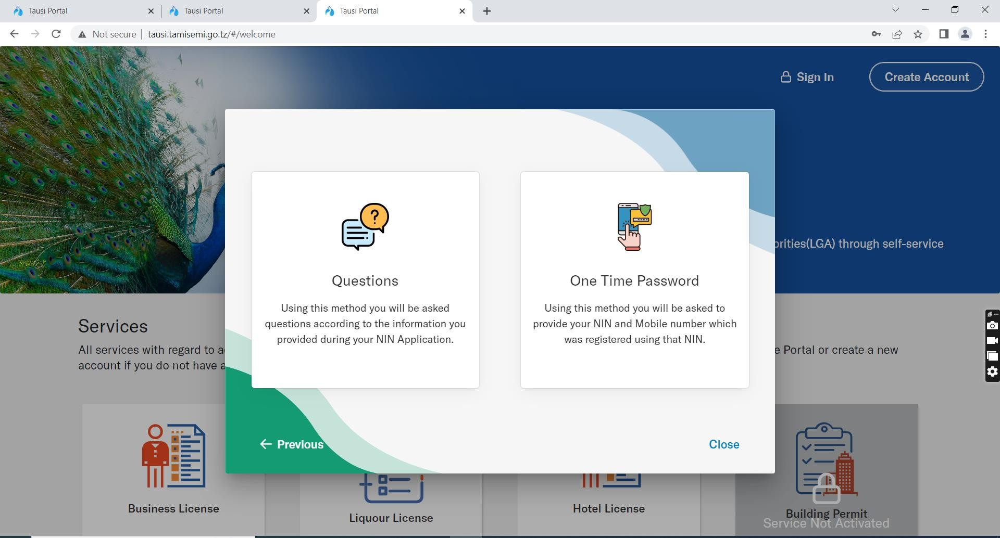 Tausi Portal
Tausi Portal
Tausi Portal
Not secure
tausi.tamisemi.go.tz/#/welcome
Sign In
Create Account
orities(LGA) through self-service
?
Questions
Using this method you will be asked
questions according to the information you
provided during your NIN Application.
One Time Password
Using this method you will be asked to
provide your NIN and Mobile number which
was registered using that NIN.
Previous
Close
Services
All services with regard to a
e Portal or create a new
account if you do not have a
Business License
Liquour License
Hotel License
Building Permit
Service Not Activated